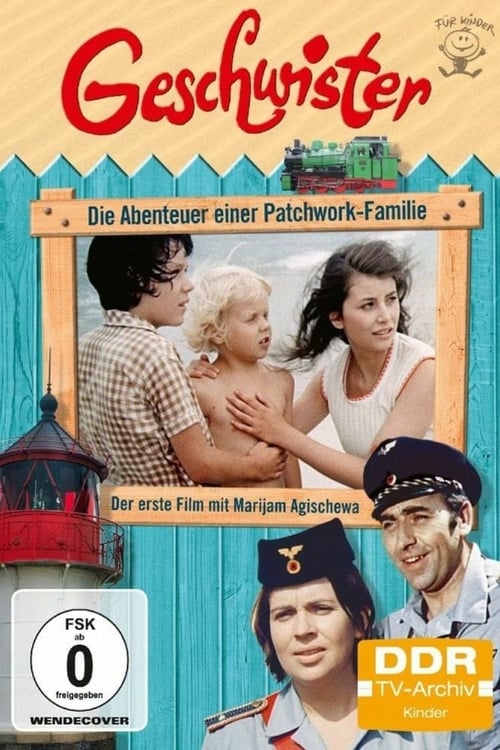 FÜR KINDER
Geschwister
Die Abenteuer einer Patchwork-Familie
Der erste Film mit Marijam Agischewa
FSK
ab
0
freigegeben
WENDECOVER
DDR
TV-Archiv
Kinder